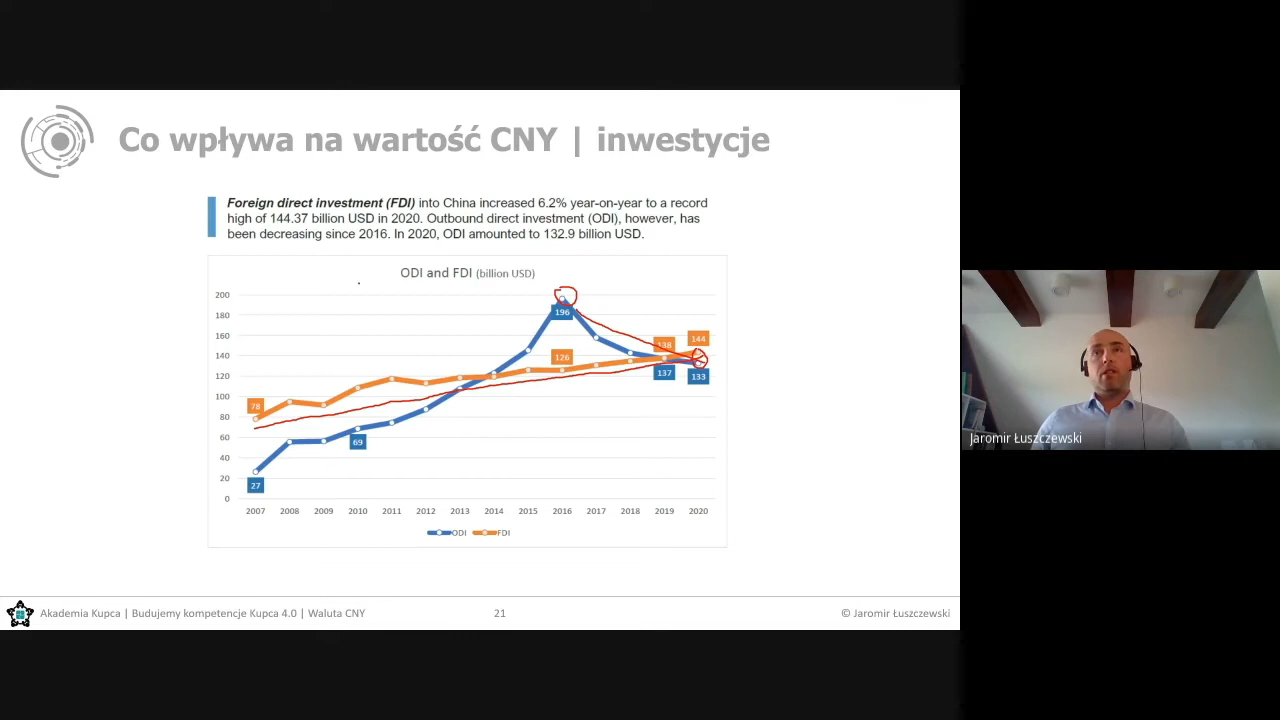 Co wpływa na wartość CNY | inwestycje
Foreign direct investment (FDI) into China increased 6.2% year-on-year to a record
high of 144.37 billion USD in 2020. Outbound direct investment (ODI), however, has
been decreasing since 2016. In 2020, ODI amounted to 132.9 billion USD.
ODI and FDI (billion USD)
200
180
160
140
120
100
80
60
40
20
0
196
126
138
144
137
133
78
69
27
2007 2008 2009 2010 2011 2012 2013 2014 2015 2016 2017 2018 2019 2020
ODI FDI
Jaromir Łuszczewski
Akademia Kupca | Budujemy kompetencje Kupca 4.0 | Waluta CNY 21 © Jaromir Łuszczewski